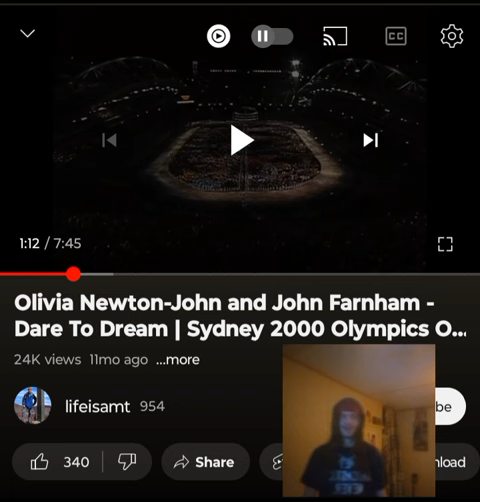 CC
1:12 / 7:45
Olivia Newton-John and John Farnham -
Dare To Dream | Sydney 2000 Olympics O...
24K views 11mo ago ...more
lifeisamt 954
be
340 Share nload